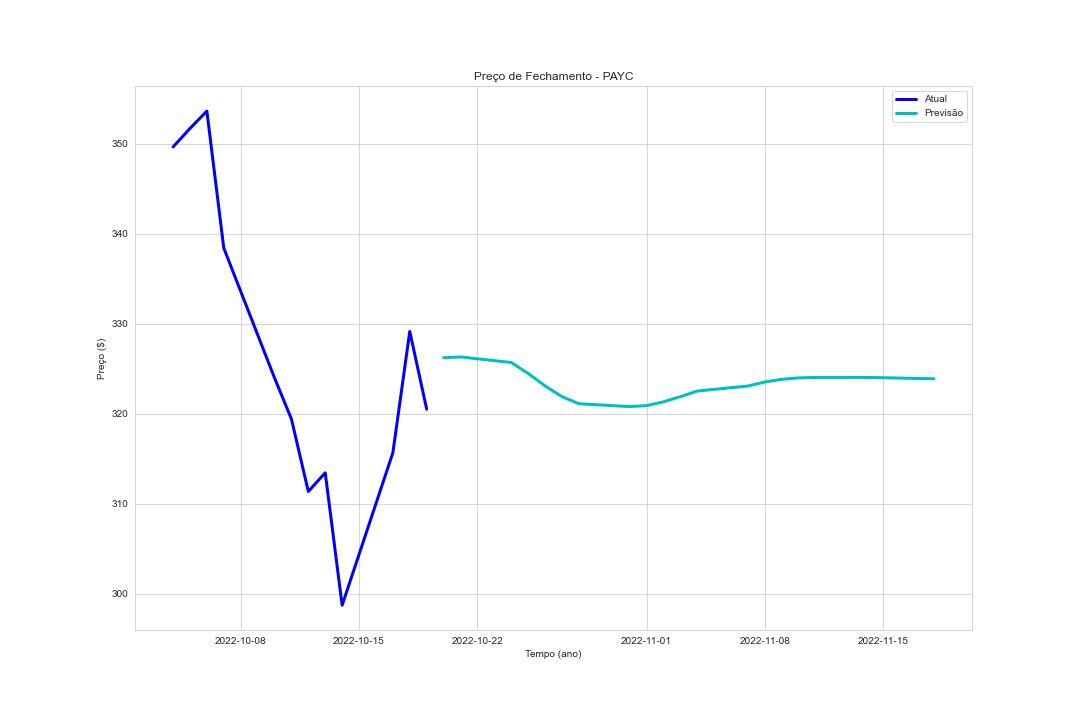 Preço de Fechamento - PAYC
Atual
Previsão
350
340
330
320
310
300
Preço ($)
2022-10-08
2022-10-15
2022-10-22
2022-11-01
2022-11-08
2022-11-15
Tempo (ano)